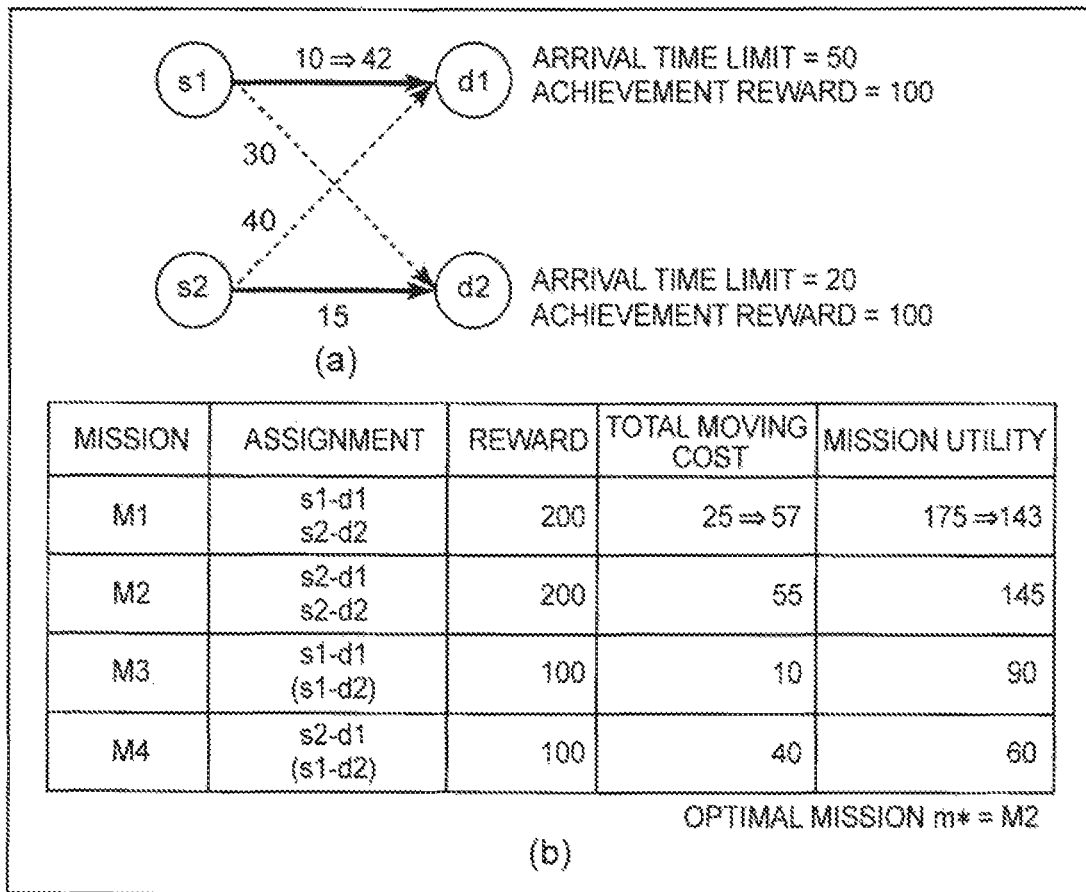 10 ⇒ 42
s1
d1
ARRIVAL TIME LIMIT = 50
ACHIEVEMENT REWARD = 100
30
40
s2
d2
ARRIVAL TIME LIMIT = 20
ACHIEVEMENT REWARD = 100
15
(a)
MISSION ASSIGNMENT REWARD TOTAL MOVING COST MISSION UTILITY
M1 s1-d1 s2-d2 200 25 ⇒ 57 175 ⇒143
M2 s2-d1 s2-d2 200 55 145
M3 s1-d1 (s1-d2) 100 10 90
M4 s2-d1 (s1-d2) 100 40 60
OPTIMAL MISSION m* = M2
(b)